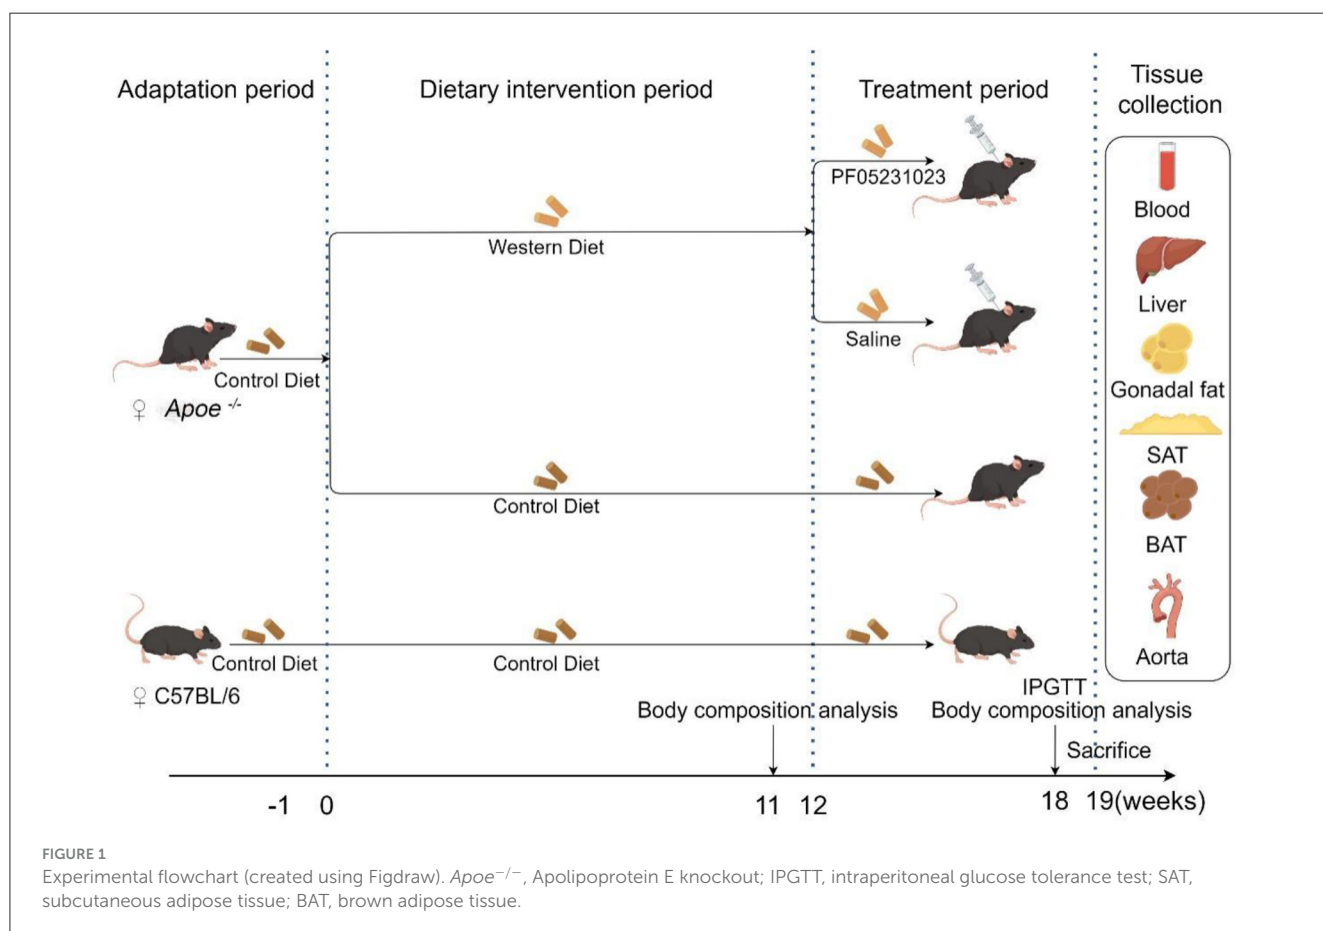 Adaptation period
Dietary intervention period
Treatment period
Tissue
collection
PF05231023
Blood
Western Diet
Liver
Saline
Control Diet
♀ Apoe -/-
Gonadal fat
SAT
Control Diet
BAT
Control Diet
Control Diet
Aorta
♀ C57BL/6
IPGTT
Body composition analysis
Body composition analysis
Sacrifice
-1 0 11 12 18 19(weeks)
FIGURE 1
Experimental flowchart (created using Figdraw). Apoe−/−, Apolipoprotein E knockout; IPGTT, intraperitoneal glucose tolerance test; SAT,
subcutaneous adipose tissue; BAT, brown adipose tissue.